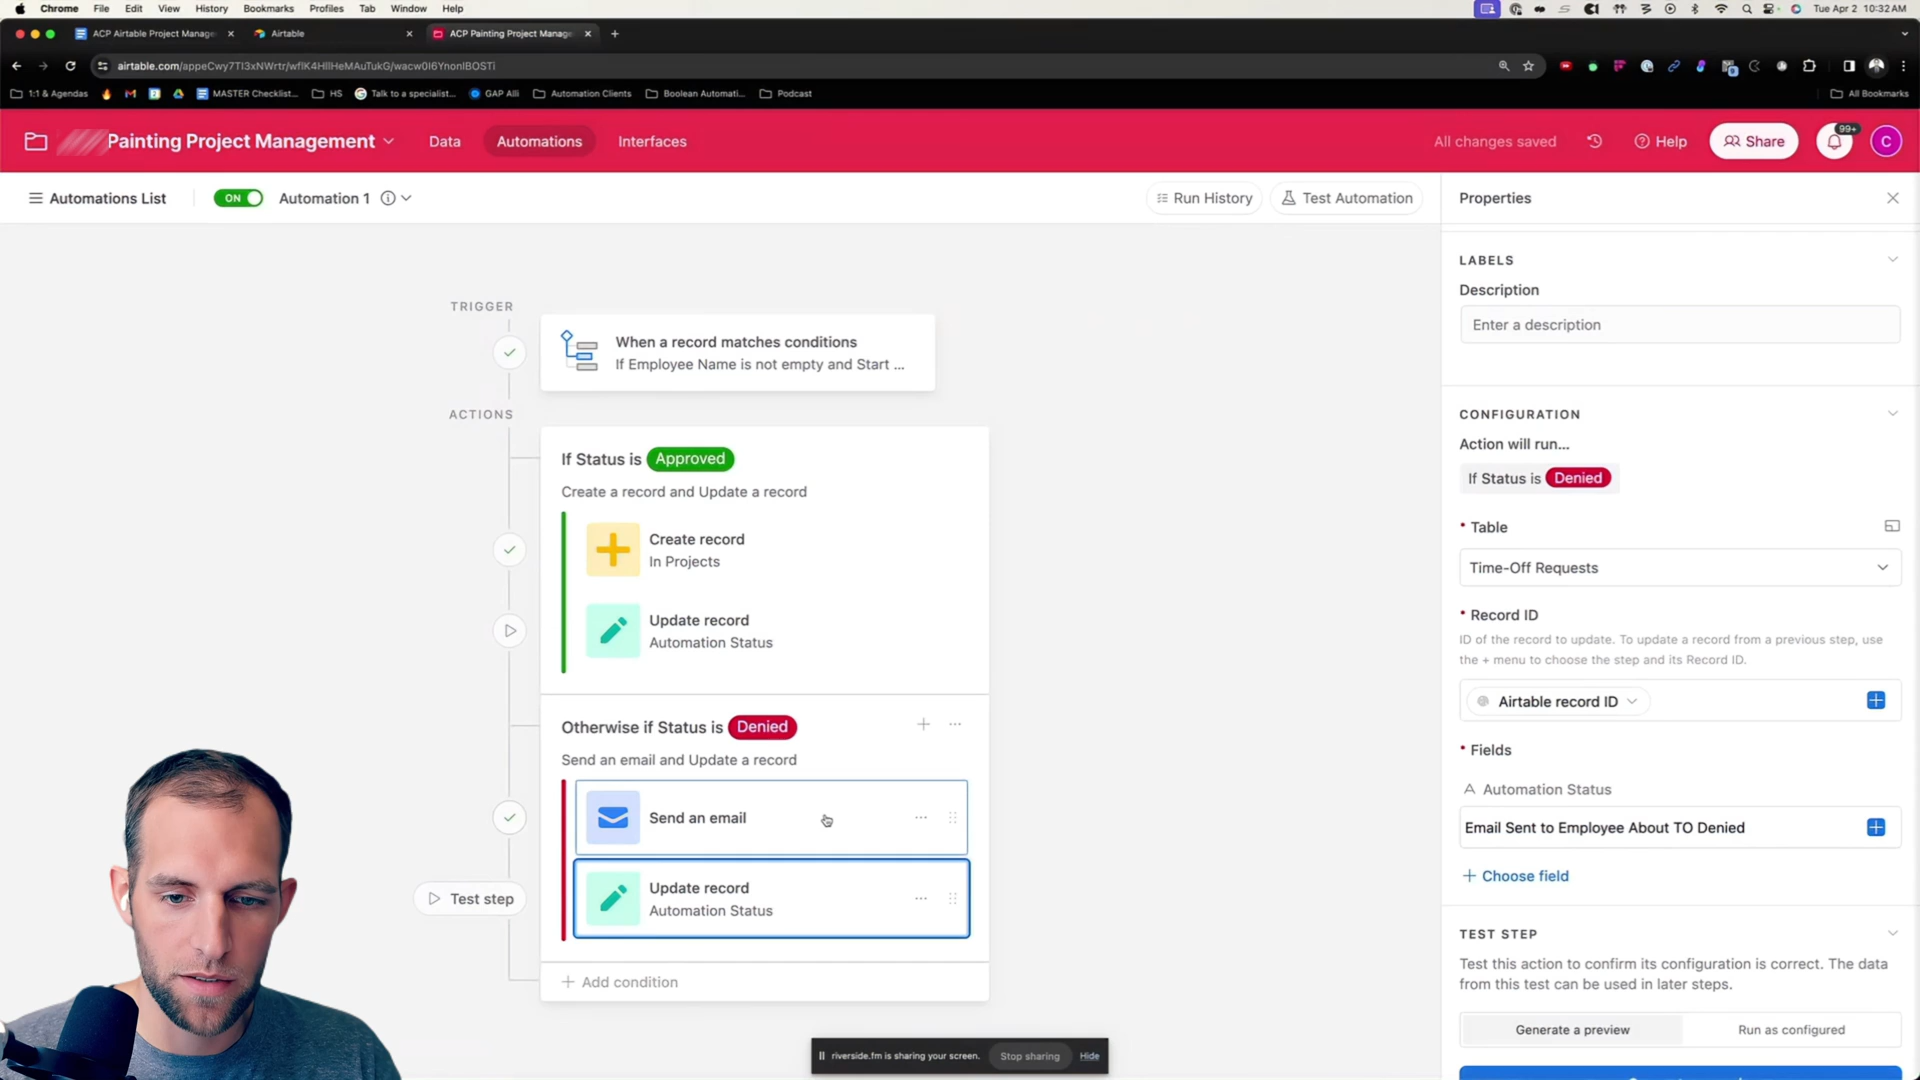 Chrome File Edit View History Bookmarks Profiles Tab Window Help Tue Apr 2 10:32 AM
ACP Airtable Project Manage Airtable ACP Painting Project Manag
airtable.com/appeCwy7TI3xNWrtr/wflK4HIlHeMAuTukG/wacw0I6YnonIBOSTi
1:1 & Agendas MASTER Checklist... HS Talk to a specialist... GAP Alli Automation Clients Boolean Automati... Podcast All Bookmarks
Painting Project Management Data Automations Interfaces All changes saved Help Share 99+ C
Automations List ON Automation 1 Run History Test Automation Properties
LABELS
Description
Enter a description
TRIGGER
When a record matches conditions
If Employee Name is not empty and Start ...
ACTIONS
If Status is Approved
Create a record and Update a record
Create record
In Projects
Update record
Automation Status
Otherwise if Status is Denied
Send an email and Update a record
Send an email
Test step
Update record
Automation Status
+ Add condition
CONFIGURATION
Action will run...
If Status is Denied
* Table
Time-Off Requests
* Record ID
ID of the record to update. To update a record from a previous step, use
the + menu to choose the step and its Record ID.
Airtable record ID
* Fields
A Automation Status
Email Sent to Employee About TO Denied
+ Choose field
TEST STEP
Test this action to confirm its configuration is correct. The data
from this test can be used in later steps.
Generate a preview Run as configured
riverside.fm is sharing your screen. Stop sharing Hide